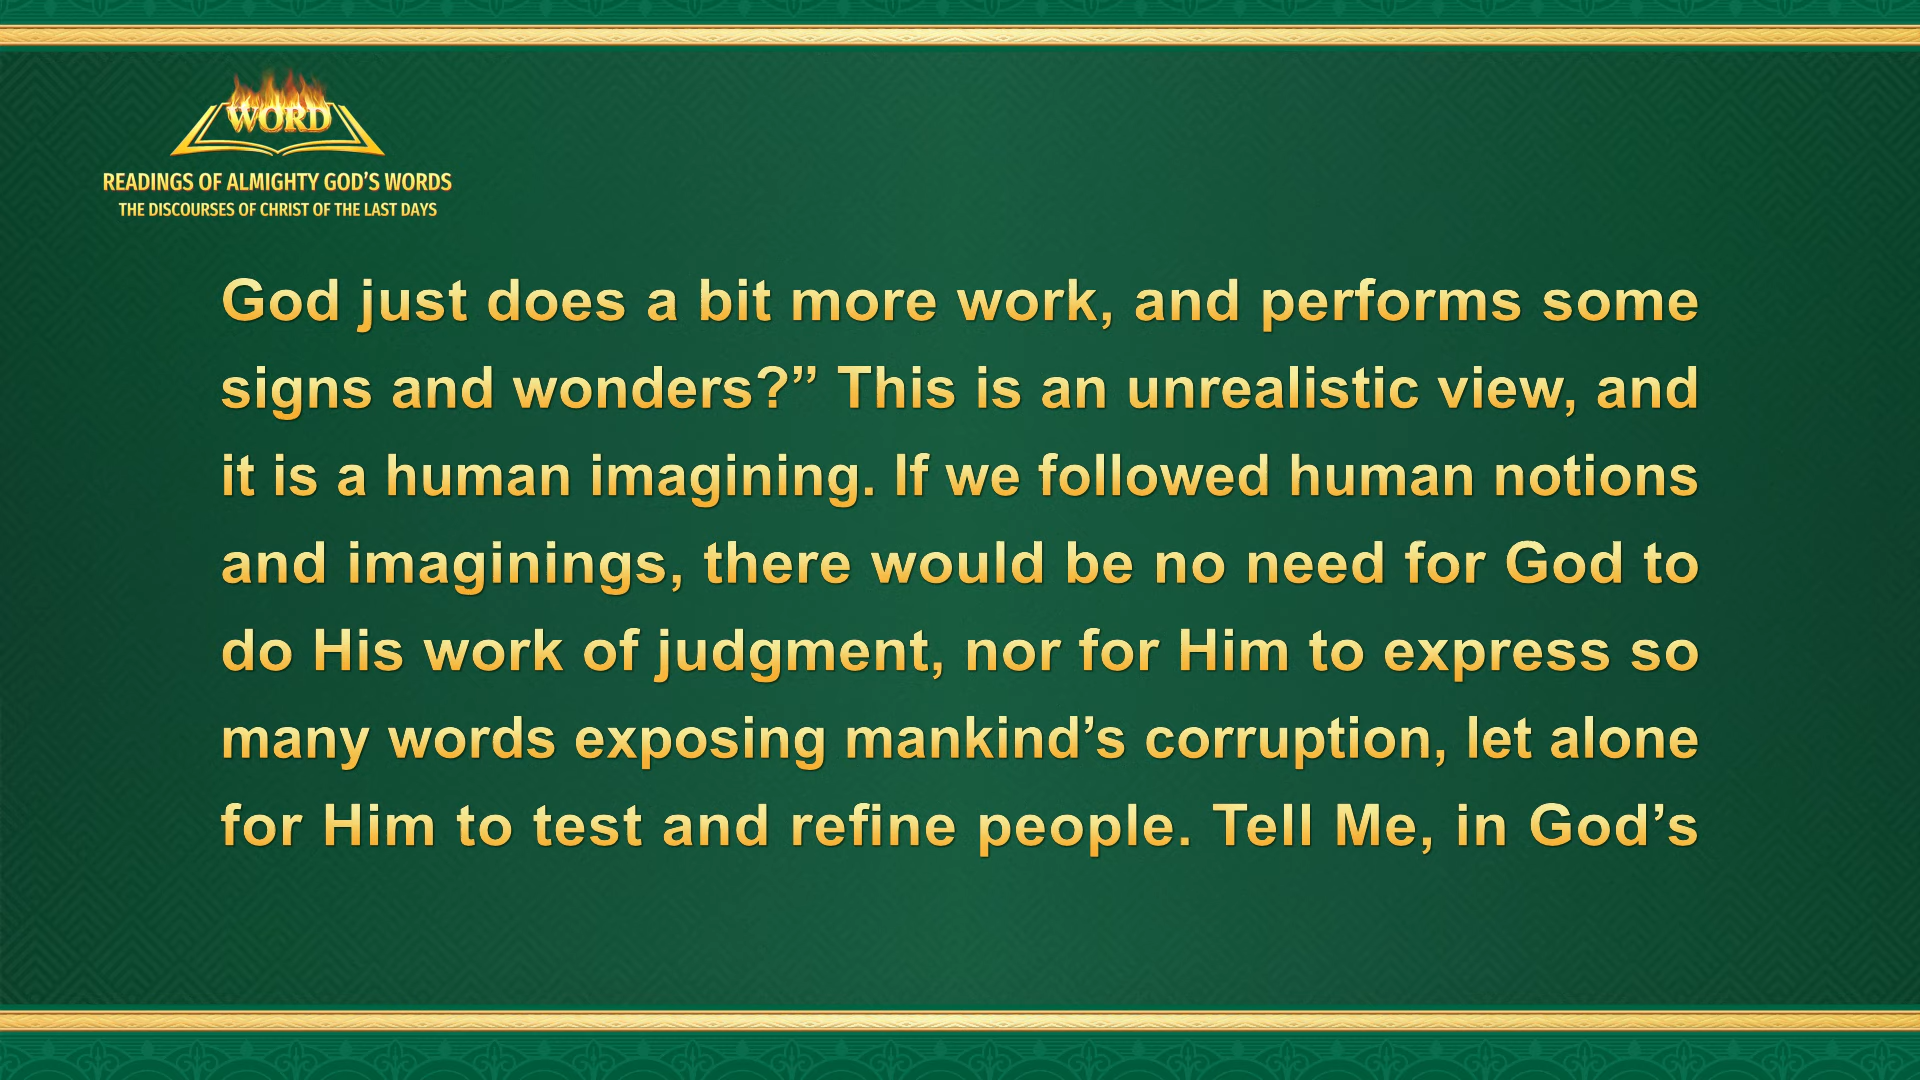 WORD
READINGS OF ALMIGHTY GOD’S WORDS
THE DISCOURSES OF CHRIST OF THE LAST DAYS
God just does a bit more work, and performs some
signs and wonders?” This is an unrealistic view, and
it is a human imagining. If we followed human notions
and imaginings, there would be no need for God to
do His work of judgment, nor for Him to express so
many words exposing mankind’s corruption, let alone
for Him to test and refine people. Tell Me, in God’s